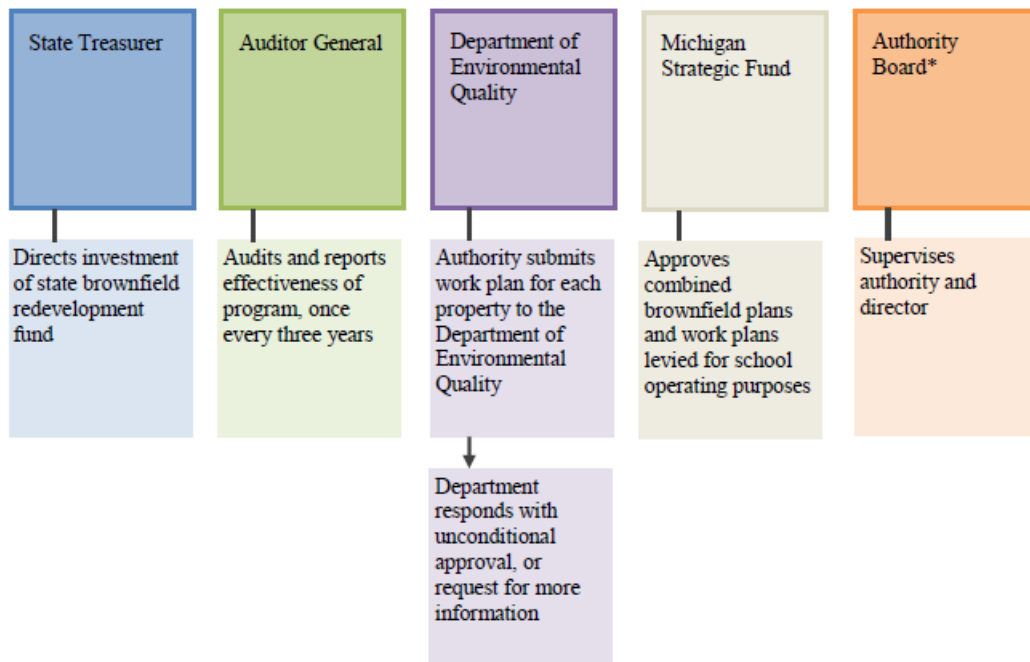 State Treasurer
Auditor General
Department of
Environmental
Quality
Michigan
Strategic Fund
Authority
Board*
Directs investment
of state brownfield
redevelopment
fund
Audits and reports
effectiveness of
program, once
every three years
Authority submits
work plan for each
property to the
Department of
Environmental
Quality
Approves
combined
brownfield plans
and work plans
levied for school
operating purposes
Supervises
authority and
director
Department
responds with
unconditional
approval, or
request for more
information